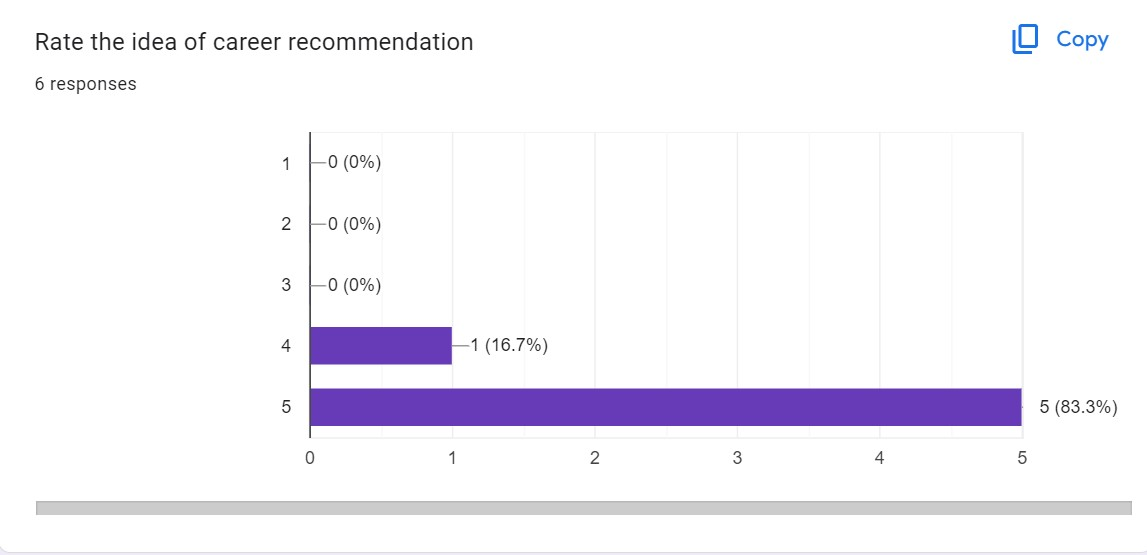 Rate the idea of career recommendation
Copy
6 responses
1 0 (0%)
2 0 (0%)
3 0 (0%)
4 1 (16.7%)
5 5 (83.3%)
0 1 2 3 4 5